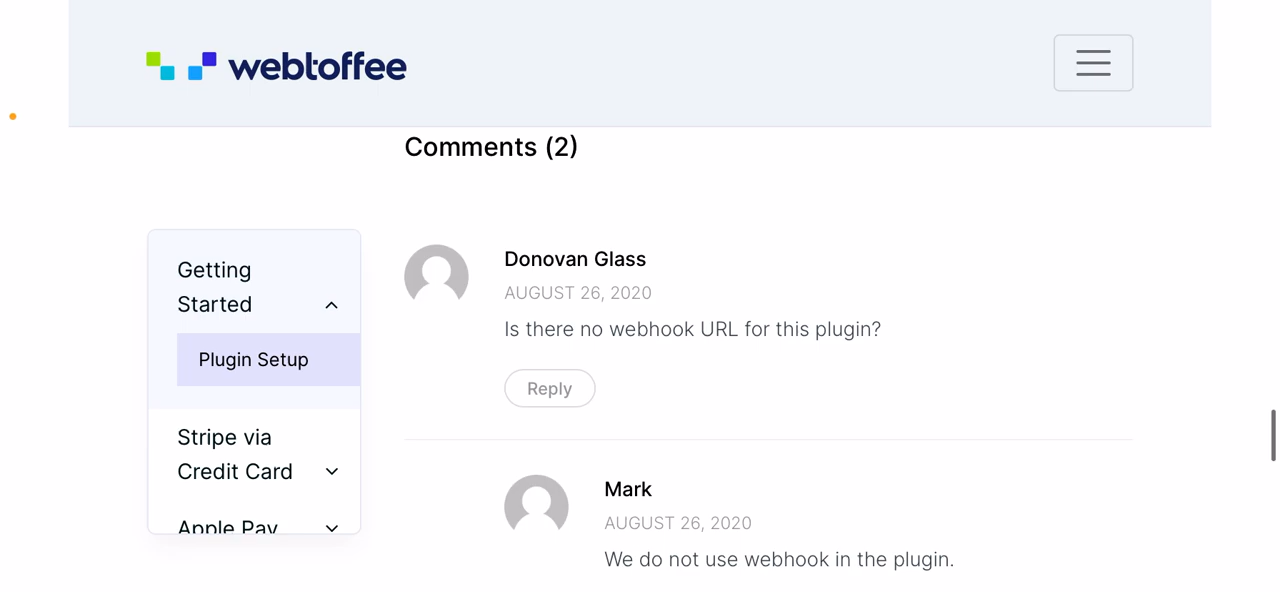 webtoffee
Comments (2)
Getting
Started
Plugin Setup
Stripe via
Credit Card
Apple Pay
Donovan Glass
AUGUST 26, 2020
Is there no webhook URL for this plugin?
Reply
Mark
AUGUST 26, 2020
We do not use webhook in the plugin.